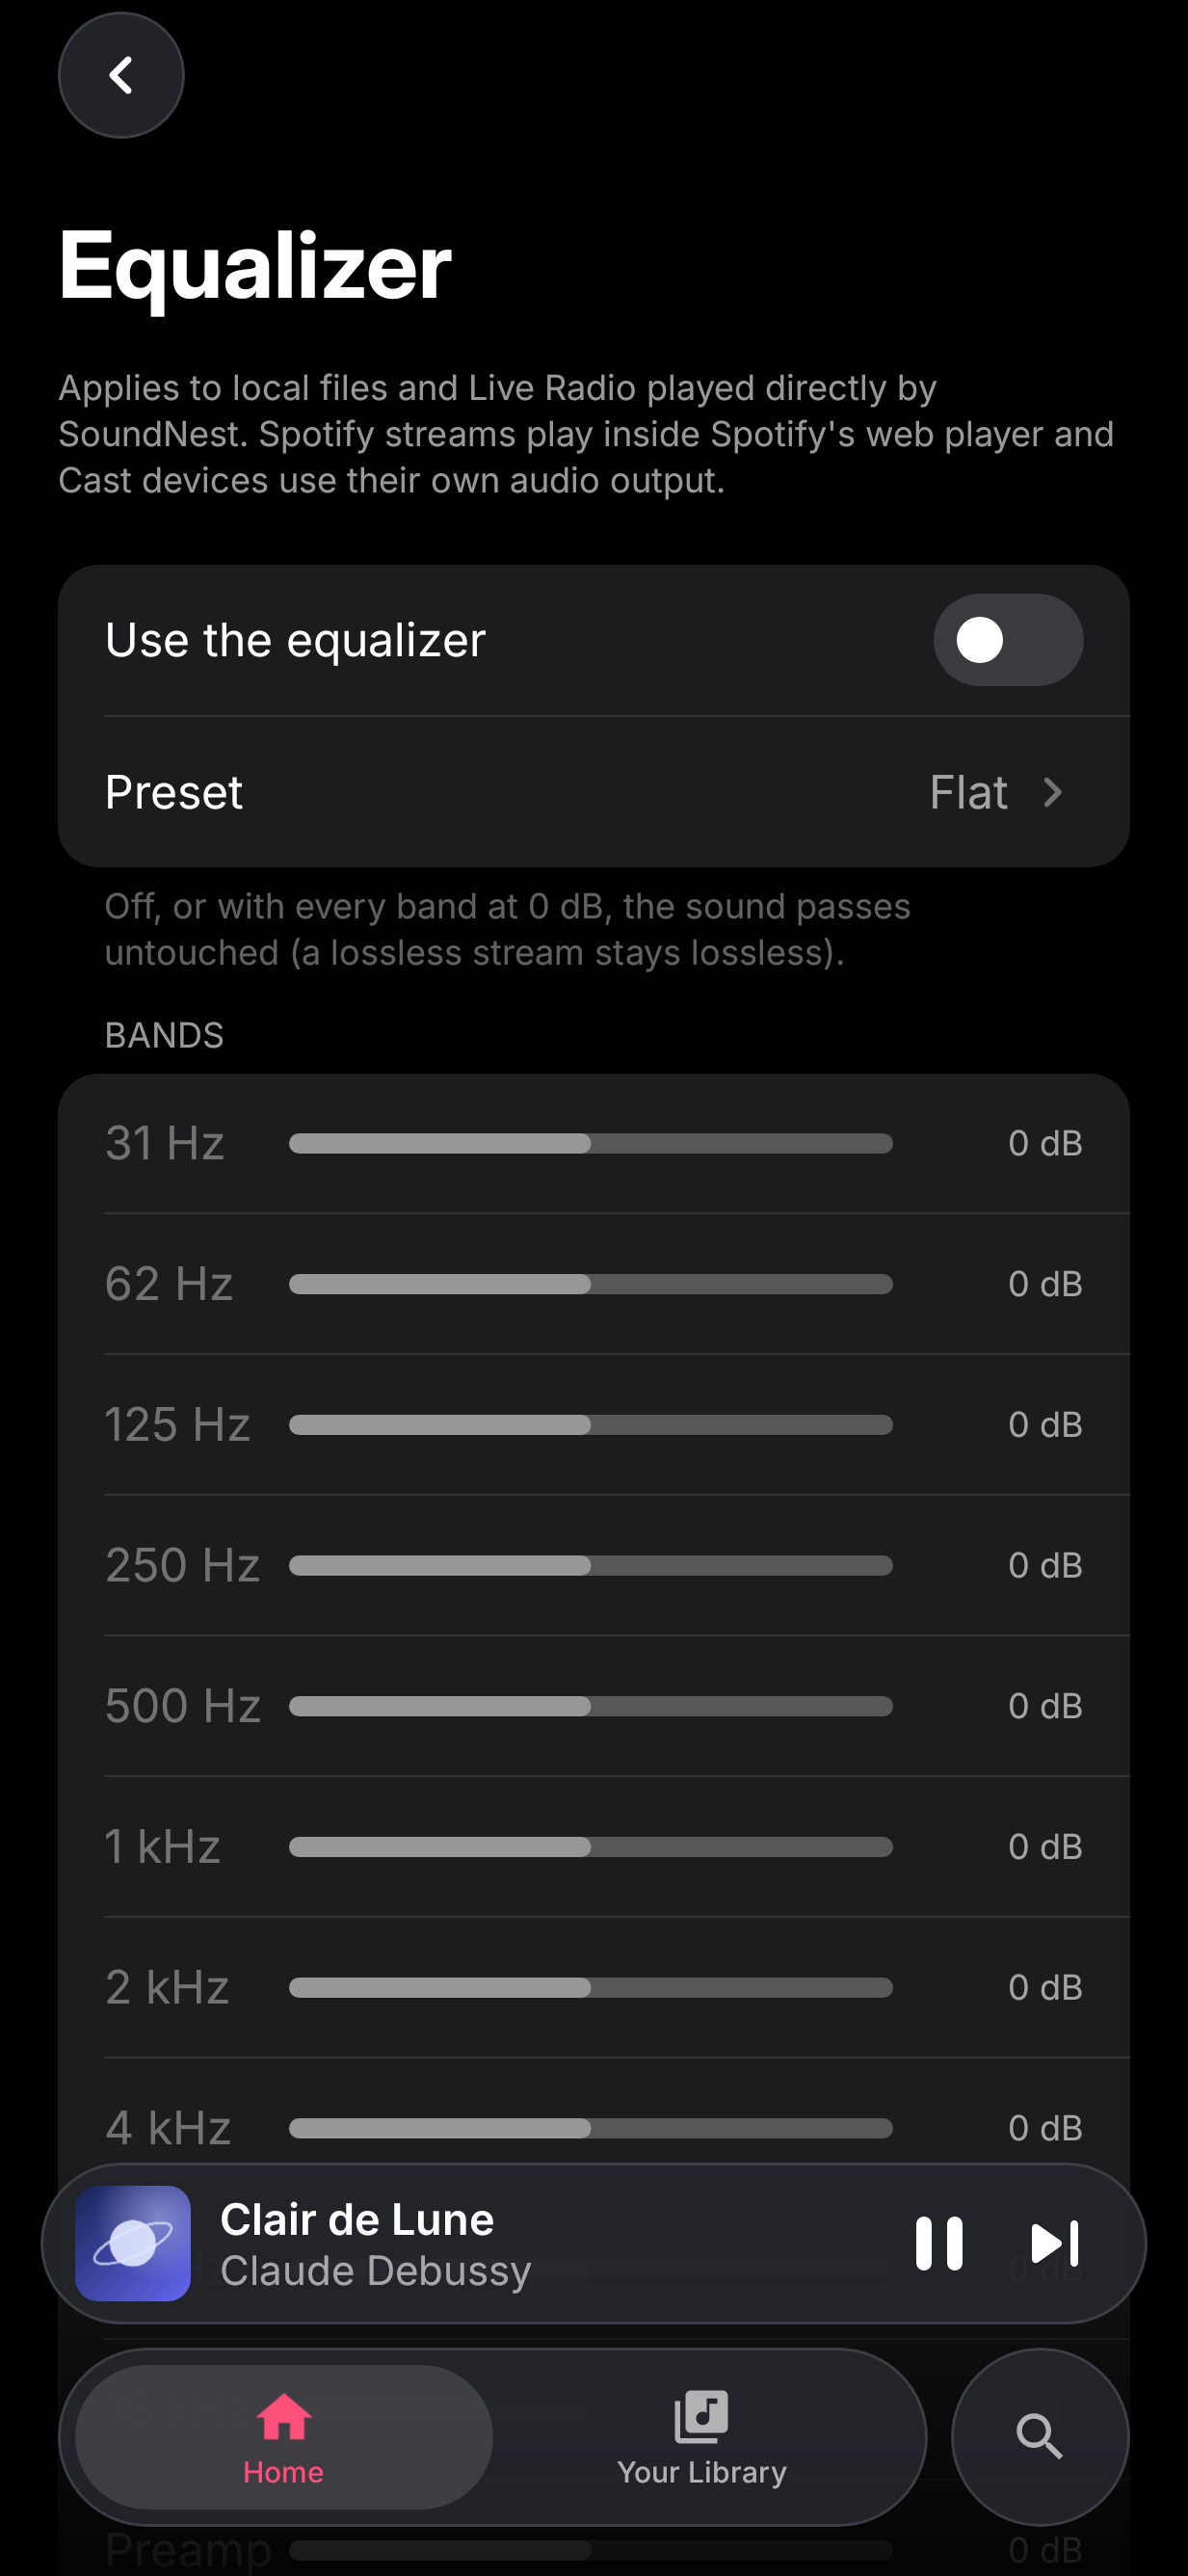 Equalizer
Applies to local files and Live Radio played directly by
SoundNest. Spotify streams play inside Spotify's web player and
Cast devices use their own audio output.
Use the equalizer
Preset Flat
Off, or with every band at 0 dB, the sound passes
untouched (a lossless stream stays lossless).
BANDS
31 Hz 0 dB
62 Hz 0 dB
125 Hz 0 dB
250 Hz 0 dB
500 Hz 0 dB
1 kHz 0 dB
2 kHz 0 dB
4 kHz 0 dB
Clair de Lune
Claude Debussy
Home Your Library
Preamp 0 dB